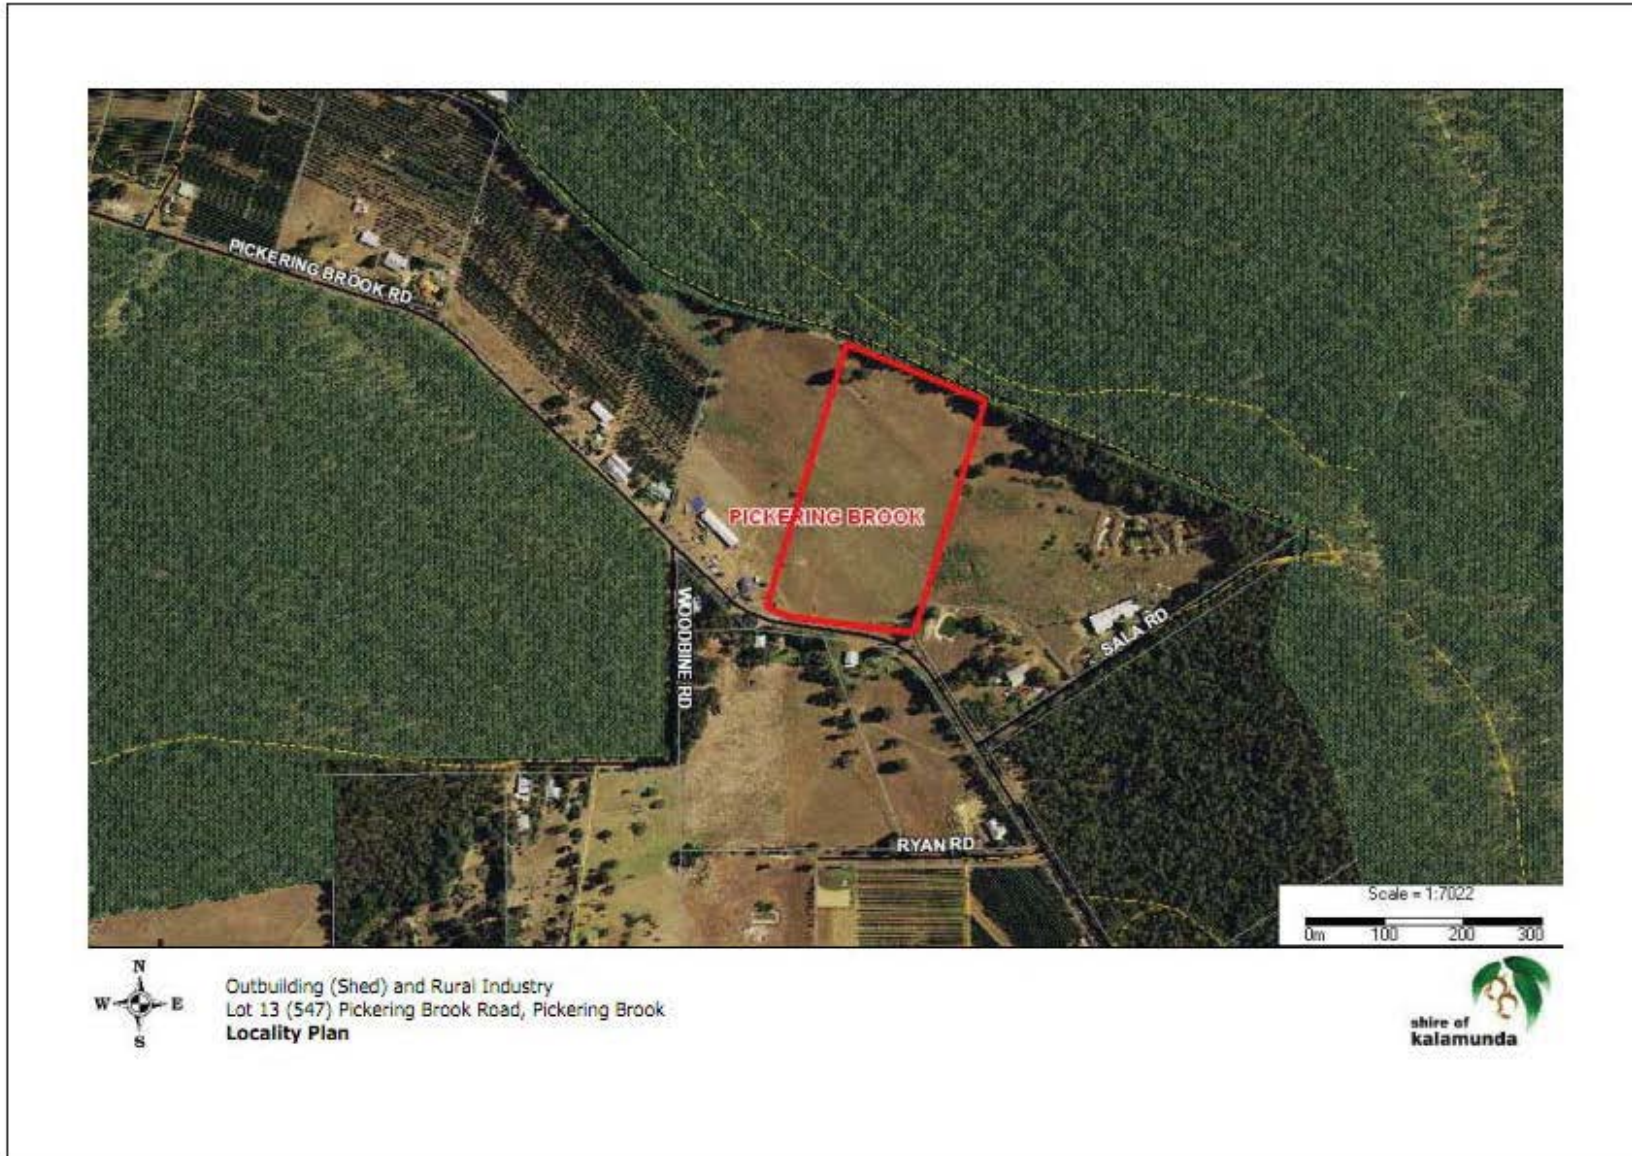 PICKERING BROOK RD
PICKERING BROOK
WOODBINE RD
SALA RD
RYAN RD
Scale = 1:7022
0m 100 200 300
N
W E
S
Outbuilding (Shed) and Rural Industry
Lot 13 (547) Pickering Brook Road, Pickering Brook
Locality Plan
shire of
kalamunda